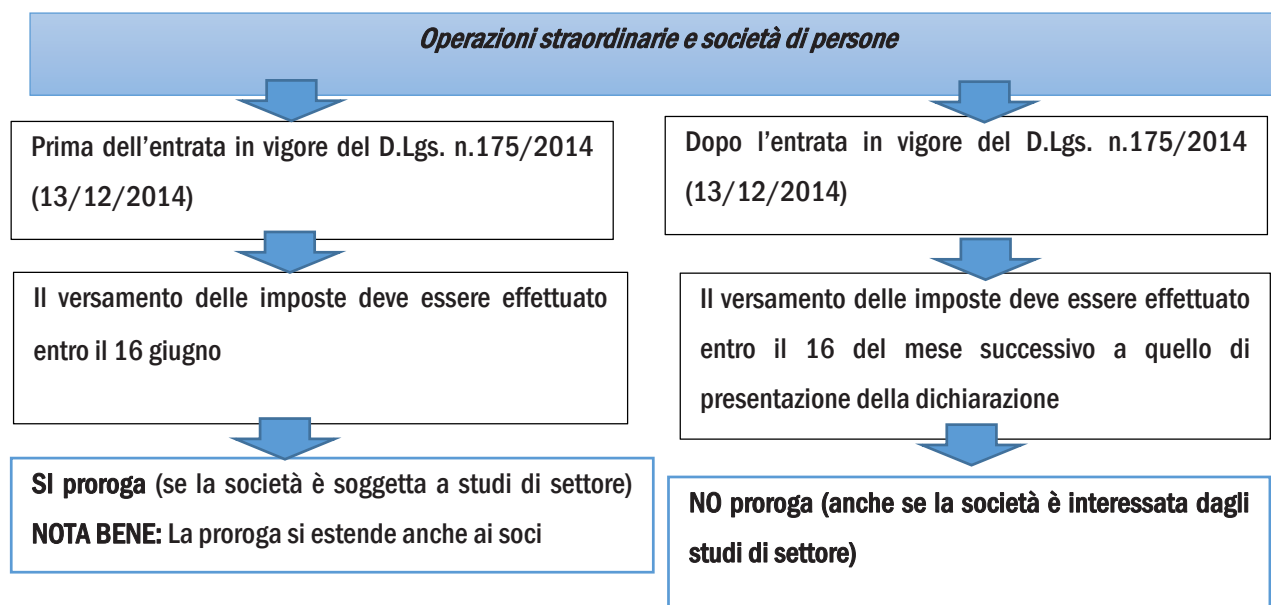 Operazioni straordinarie e società di persone
Prima dell'entrata in vigore del D.Lgs. n.175/2014
(13/12/2014)
Dopo l'entrata in vigore del D.Lgs. n.175/2014
(13/12/2014)
Il versamento delle imposte deve essere effettuato
entro il 16 giugno
Il versamento delle imposte deve essere effettuato
entro il 16 del mese successivo a quello di
presentazione della dichiarazione
SI proroga (se la società è soggetta a studi di settore)
NOTA BENE: La proroga si estende anche ai soci
NO proroga (anche se la società è interessata dagli
studi di settore)